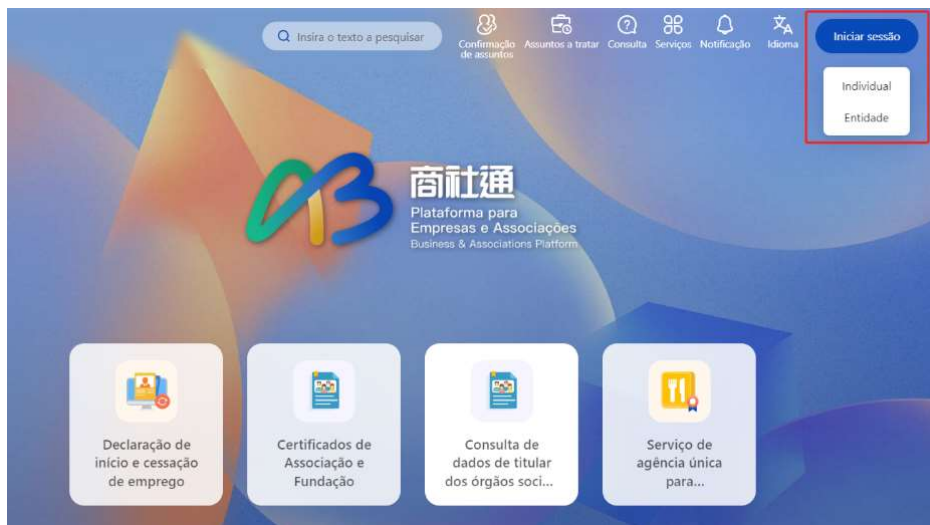 Insira o texto a pesquisar
Confirmação
de assuntos
Assuntos a tratar
Consulta
Serviços
Notificação
Idioma
Iniciar sessão
Individual
Entidade
商社通
Plataforma para
Empresas e Associações
Business & Associations Platform
Declaração de
início e cessação
de emprego
Certificados de
Associação e
Fundação
Consulta de
dados de titular
dos órgãos soci...
Serviço de
agência única
para...